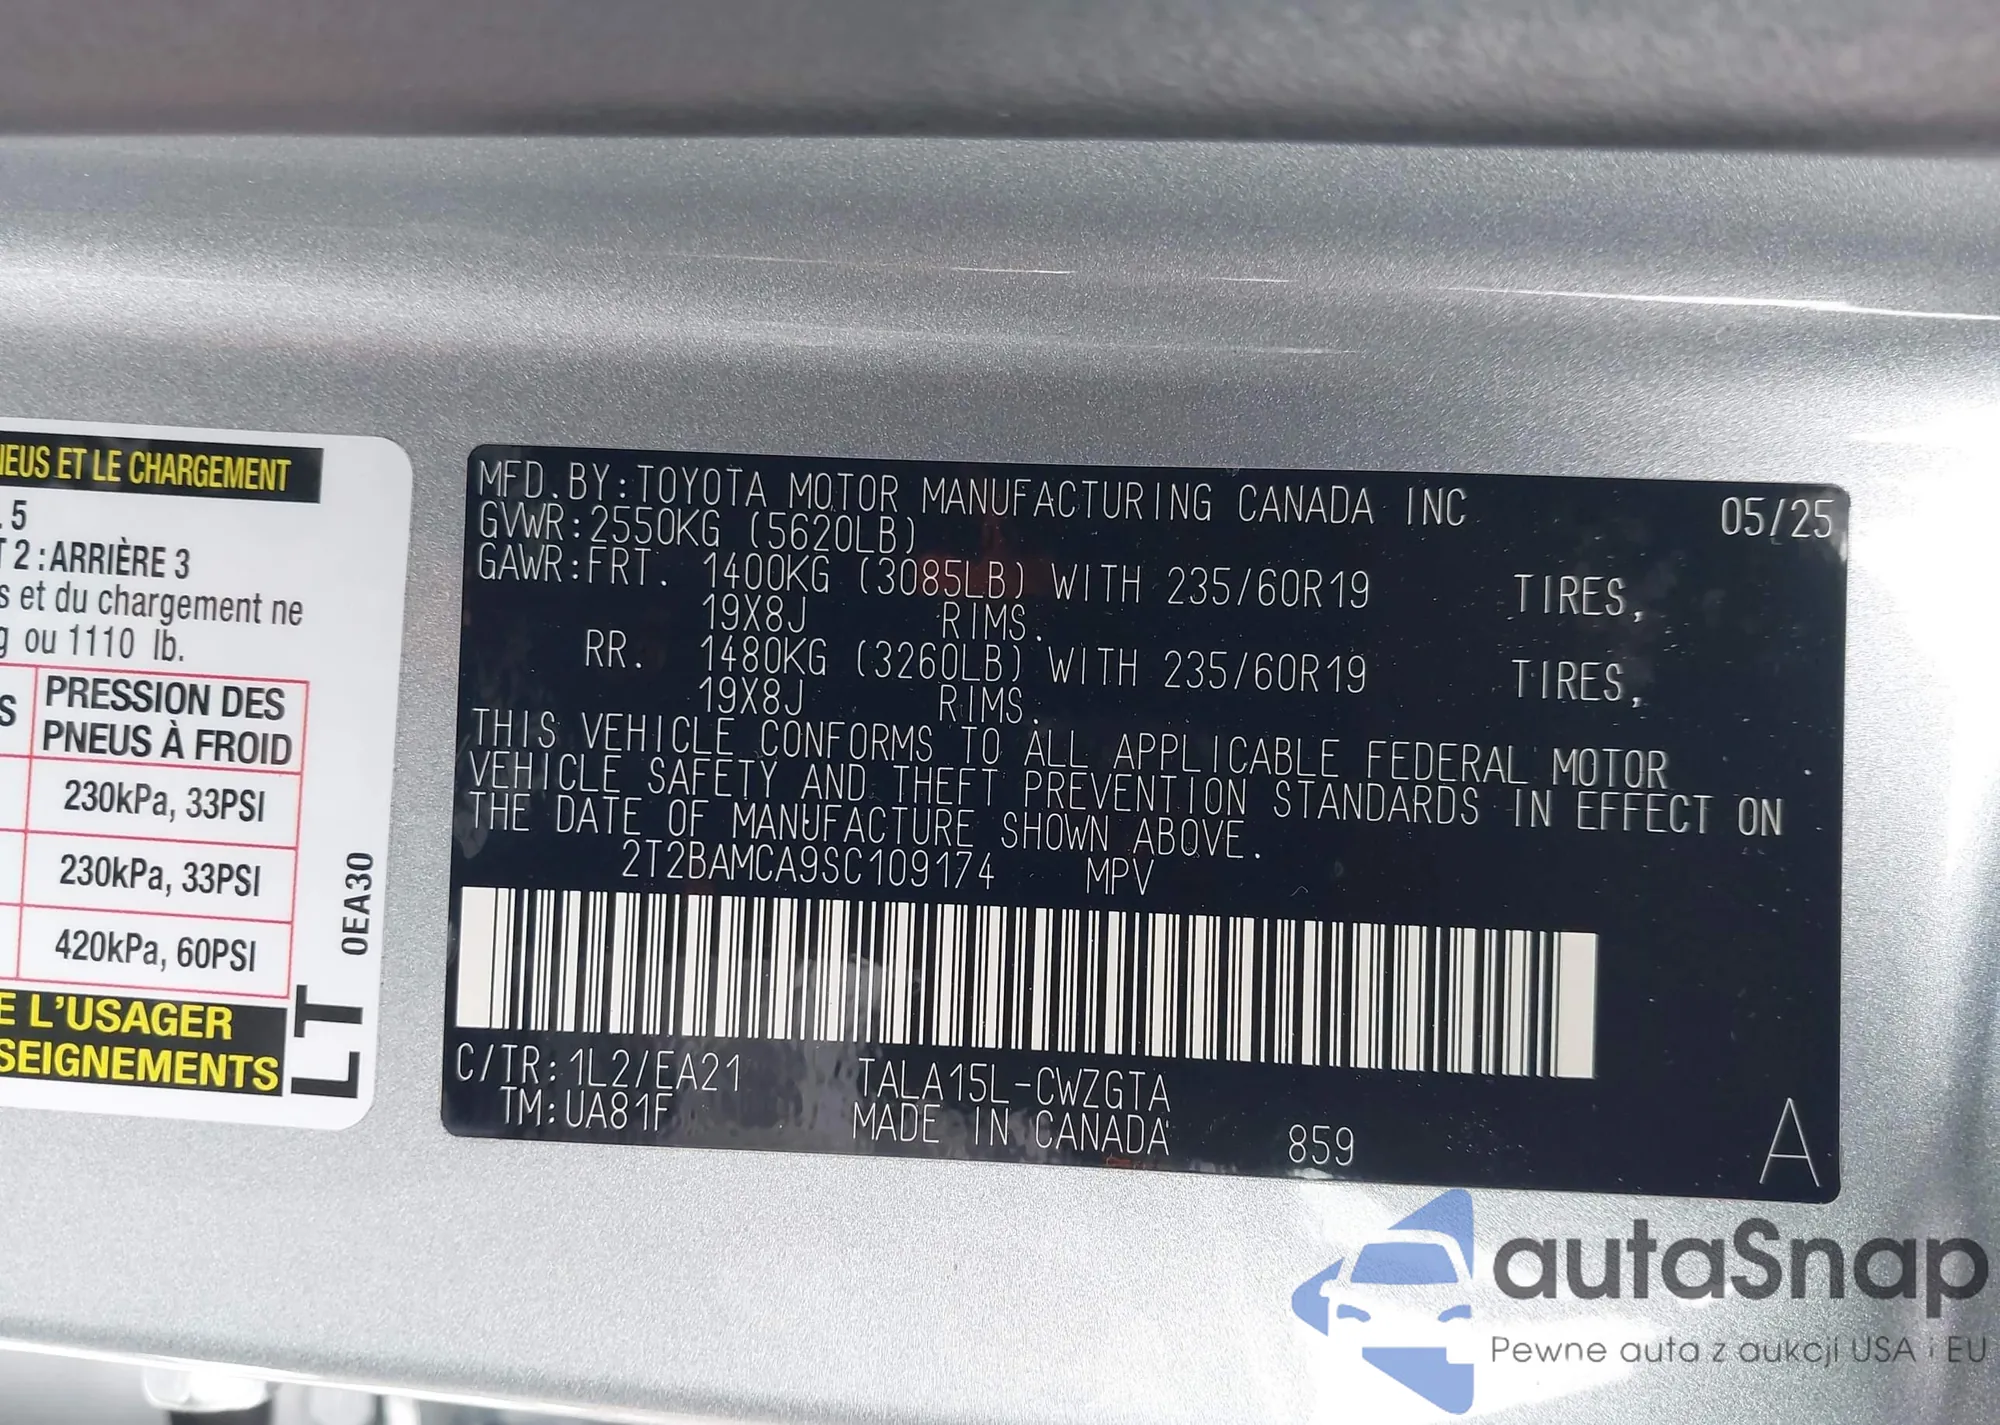 NEUS ET LE CHARGEMENT
. 5
T 2 : ARRIÈRE 3
s et du chargement ne
g ou 1110 lb.
S
PRESSION DES
PNEUS À FROID
230kPa, 33PSI
230kPa, 33PSI
420kPa, 60PSI
E L'USAGER
SEIGNEMENTS
LT
0EA30
MFD.BY:TOYOTA MOTOR MANUFACTURING CANADA INC 05/25
GVWR:2550KG (5620LB)
GAWR:FRT. 1400KG (3085LB) WITH 235/60R19 TIRES,
19X8J RIMS.
RR. 1480KG (3260LB) WITH 235/60R19 TIRES,
19X8J RIMS.
THIS VEHICLE CONFORMS TO ALL APPLICABLE FEDERAL MOTOR
VEHICLE SAFETY AND THEFT PREVENTION STANDARDS IN EFFECT ON
THE DATE OF MANUFACTURE SHOWN ABOVE.
2T2BAMCA9SC109174 MPV
C/TR:1L2/EA21 TALA15L-CWZGTA
TM:UA81F MADE IN CANADA 859 A
autaSnap
Pewne auta z aukcji USA i EU